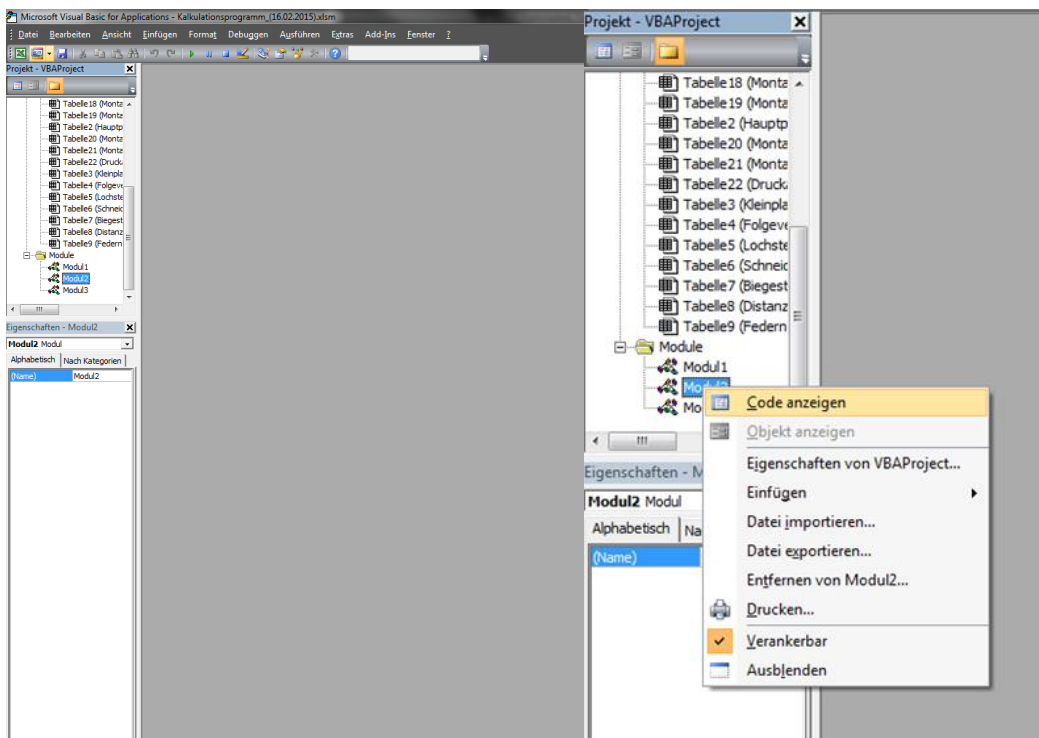 Microsoft Visual Basic for Applications - Kalkulationsprogramm_(16.02.2015).xlsm
Datei Bearbeiten Ansicht Einfügen Format Debuggen Ausführen Extras Add-Ins Fenster ?
Projekt - VBAProject
Tabelle18 (Monta
Tabelle19 (Monta
Tabelle2 (Hauptp
Tabelle20 (Monta
Tabelle21 (Monta
Tabelle22 (Druck
Tabelle3 (Kleinpla
Tabelle4 (Folgeve
Tabelle5 (Lochste
Tabelle6 (Schneid
Tabelle7 (Biegest
Tabelle8 (Distanz
Tabelle9 (Federn
Module
Modul1
Modul2
Modul3
Eigenschaften - Modul2
Modul2 Modul
Alphabetisch Nach Kategorien
(Name) Modul2
Projekt - VBAProject
Tabelle18 (Monta
Tabelle19 (Monta
Tabelle2 (Hauptp
Tabelle20 (Monta
Tabelle21 (Monta
Tabelle22 (Druck
Tabelle3 (Kleinpla
Tabelle4 (Folgeve
Tabelle5 (Lochste
Tabelle6 (Schneid
Tabelle7 (Biegest
Tabelle8 (Distanz
Tabelle9 (Federn
Module
Modul1
Modul2
Mo
Eigenschaften - M
Modul2 Modul
Alphabetisch Na
(Name)
Code anzeigen
Objekt anzeigen
Eigenschaften von VBAProject...
Einfügen
Datei importieren...
Datei exportieren...
Entfernen von Modul2...
Drucken...
Verankerbar
Ausblenden